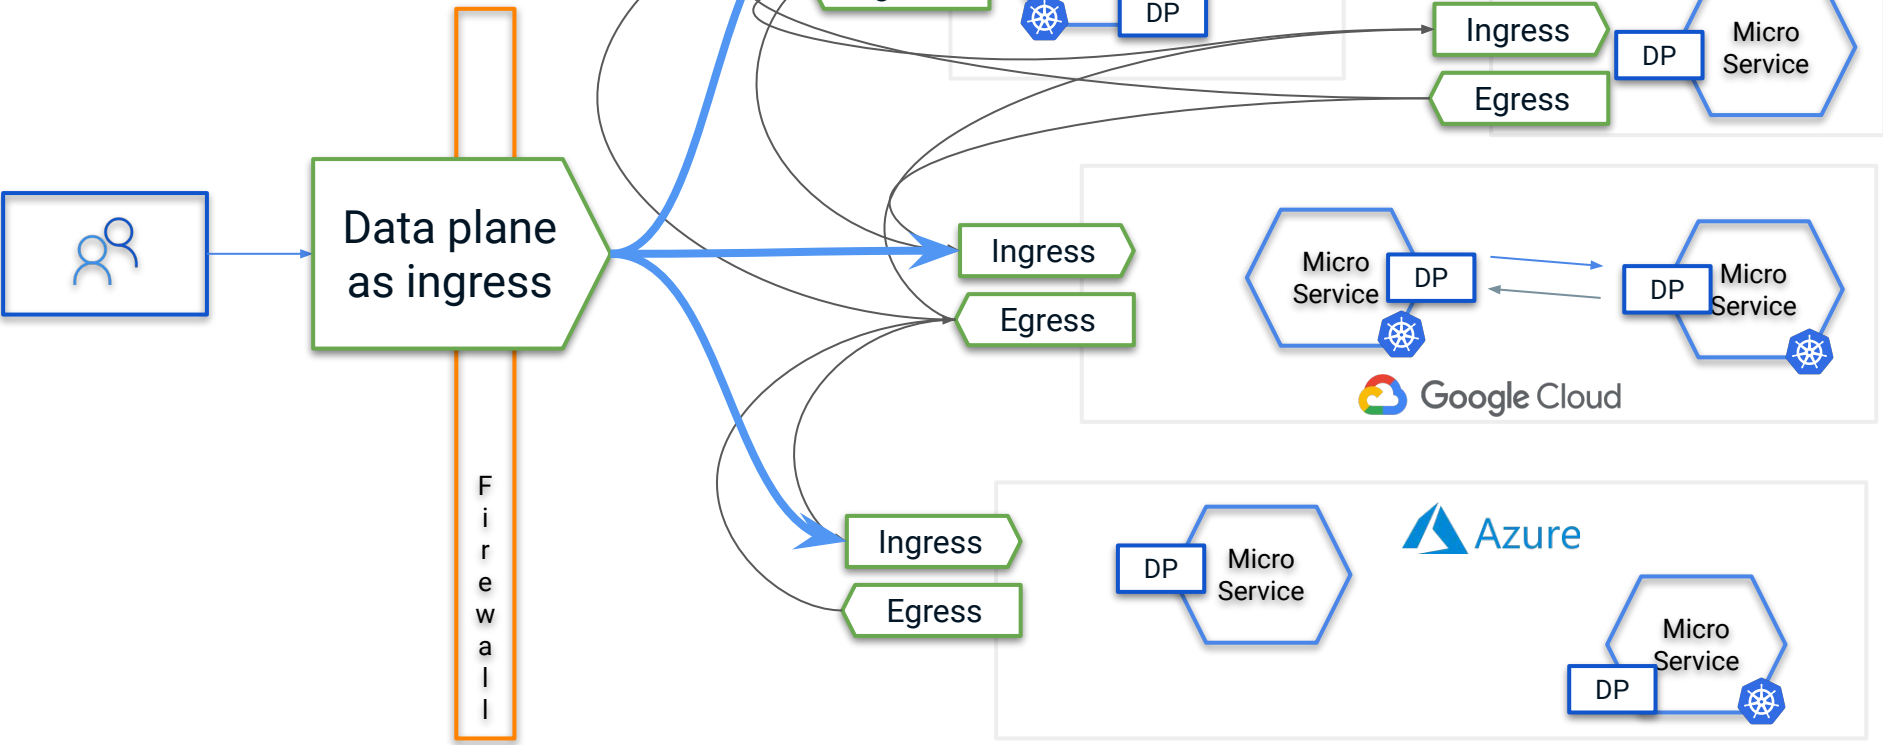 DP
Ingress
Micro
Service
DP
Egress
Data plane
as ingress
Ingress
Egress
Micro
Service
DP
DP
Micro
Service
Google Cloud
F
i
r
e
w
a
l
l
Ingress
Egress
DP
Micro
Service
Azure
Micro
Service
DP